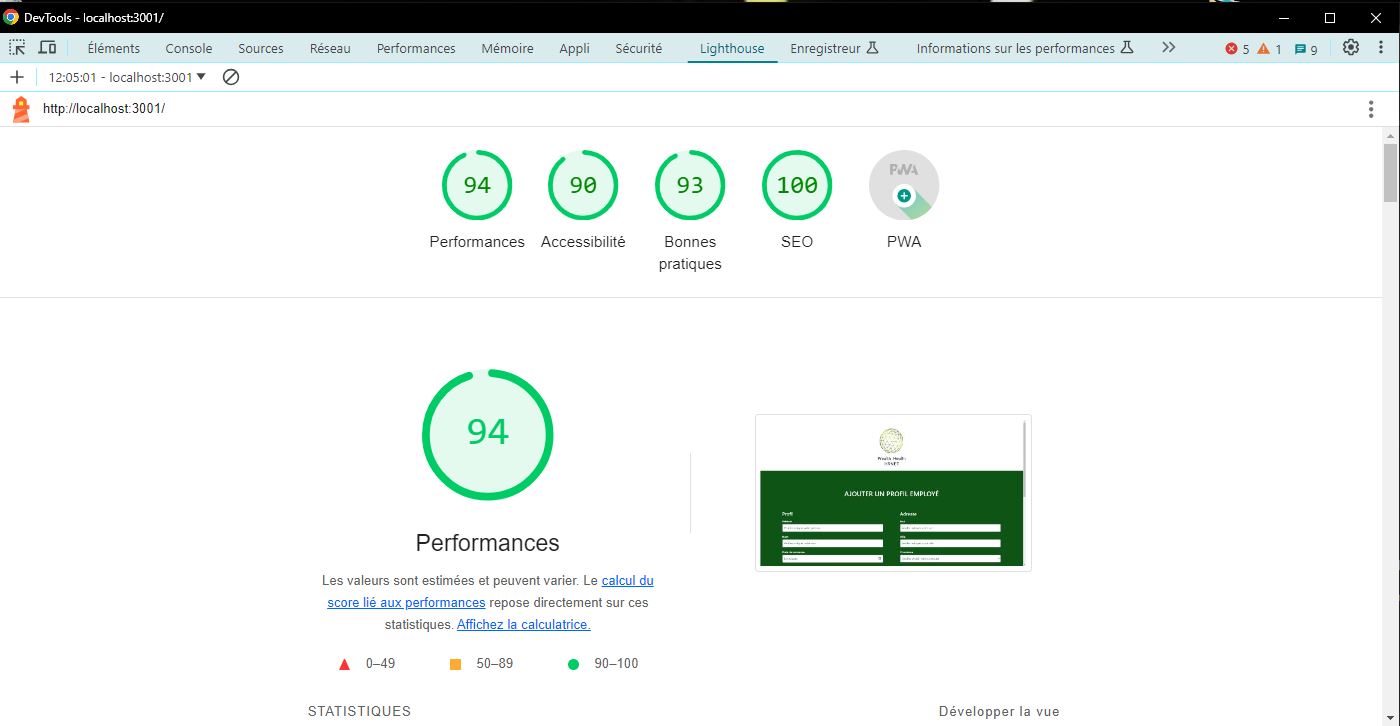 DevTools - localhost:3001/
Éléments Console Sources Réseau Performances Mémoire Appli Sécurité Lighthouse Enregistreur Informations sur les performances 5 1 9
12:05:01 - localhost:3001
http://localhost:3001/
94 90 93 100 PWA
Performances Accessibilité Bonnes pratiques SEO PWA
94
Performances
Les valeurs sont estimées et peuvent varier. Le calcul du
score lié aux performances repose directement sur ces
statistiques. Affichez la calculatrice.
0–49 50–89 90–100
Wealth Health
HRNET
AJOUTER UN PROFIL EMPLOYÉ
Profil Adresse
STATISTIQUES Développer la vue